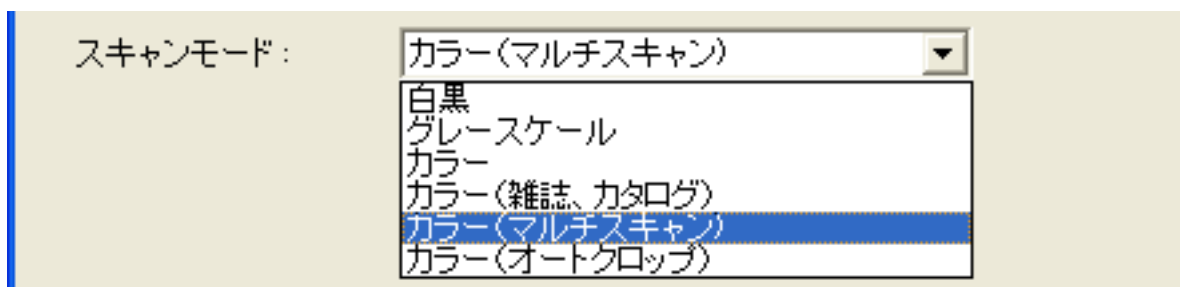 スキャンモード： カラー（マルチスキャン）
白黒
グレースケール
カラー
カラー（雑誌、カタログ）
カラー（マルチスキャン）
カラー（オートクロップ）